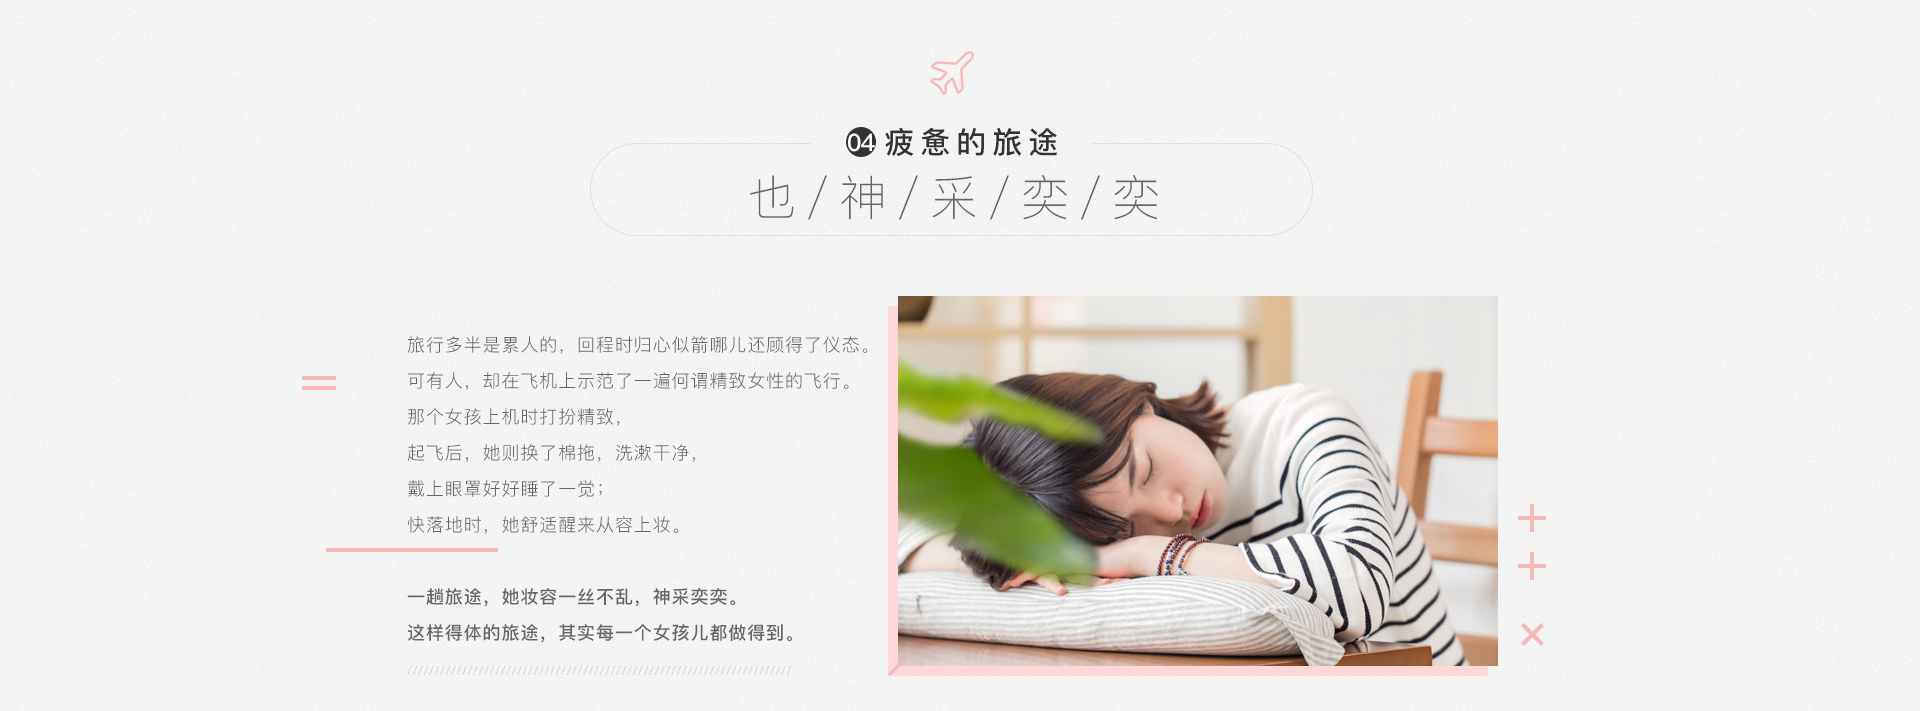 04 疲惫的旅途
也/神/采/奕/奕
旅行多半是累人的，回程时归心似箭哪儿还顾得了仪态。
可有人，却在飞机上示范了一遍何谓精致女性的飞行。
那个女孩上机时打扮精致，
起飞后，她则换了棉拖，洗漱干净，
戴上眼罩好好睡了一觉；
快落地时，她舒适醒来从容上妆。
一趟旅途，她妆容一丝不乱，神采奕奕。
这样得体的旅途，其实每一个女孩儿都做得到。